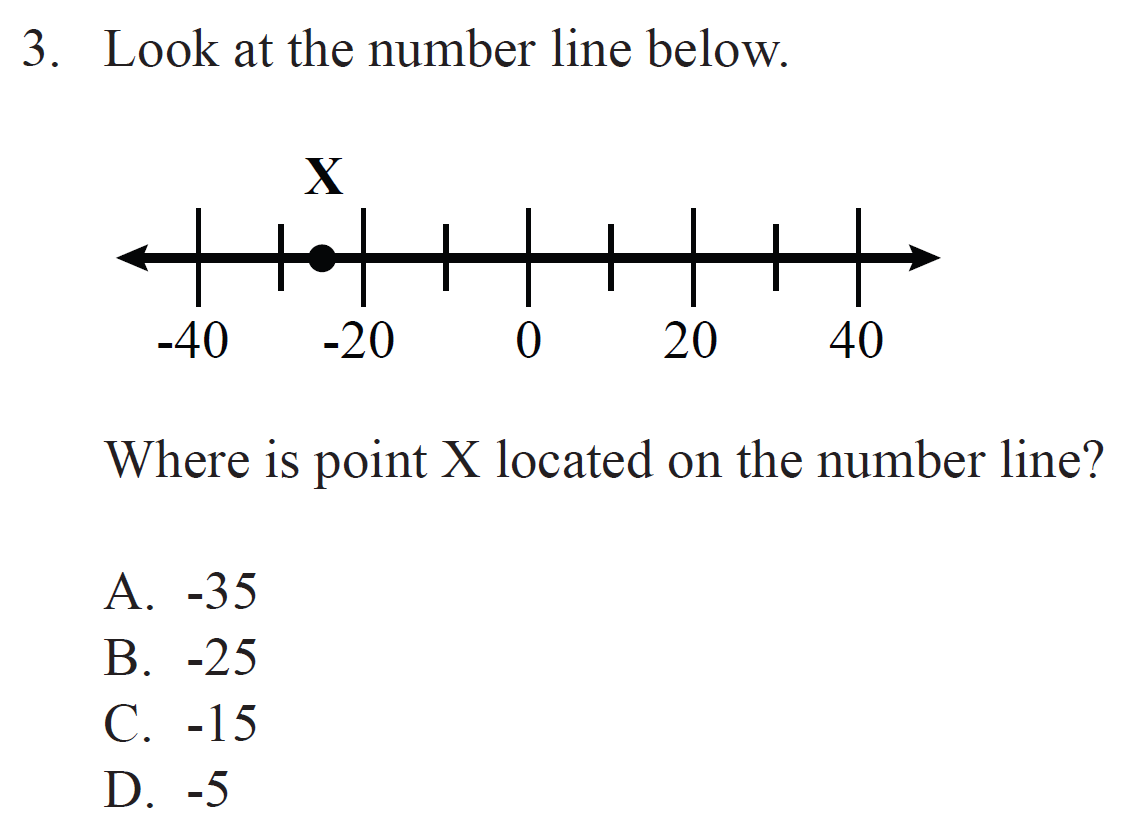 3. Look at the number line below.
X
-40 -20 0 20 40
Where is point X located on the number line?
A. -35
B. -25
C. -15
D. -5